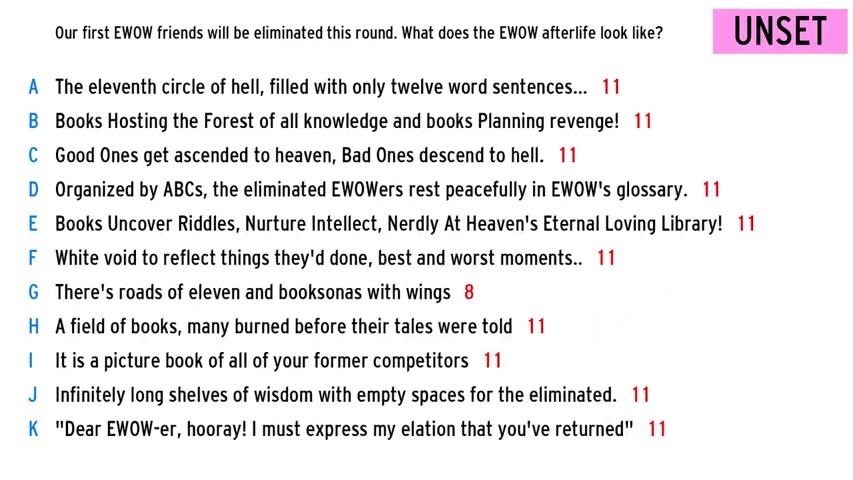 Our first EWOW friends will be eliminated this round. What does the EWOW afterlife look like?
UNSET
A The eleventh circle of hell, filled with only twelve word sentences... 11
B Books Hosting the Forest of all knowledge and books Planning revenge! 11
C Good Ones get ascended to heaven, Bad Ones descend to hell. 11
D Organized by ABCs, the eliminated EWOWers rest peacefully in EWOW's glossary. 11
E Books Uncover Riddles, Nurture Intellect, Nerdly At Heaven's Eternal Loving Library! 11
F White void to reflect things they'd done, best and worst moments.. 11
G There's roads of eleven and booksonas with wings 8
H A field of books, many burned before their tales were told 11
I It is a picture book of all of your former competitors 11
J Infinitely long shelves of wisdom with empty spaces for the eliminated. 11
K "Dear EWOW-er, hooray! I must express my elation that you've returned" 11